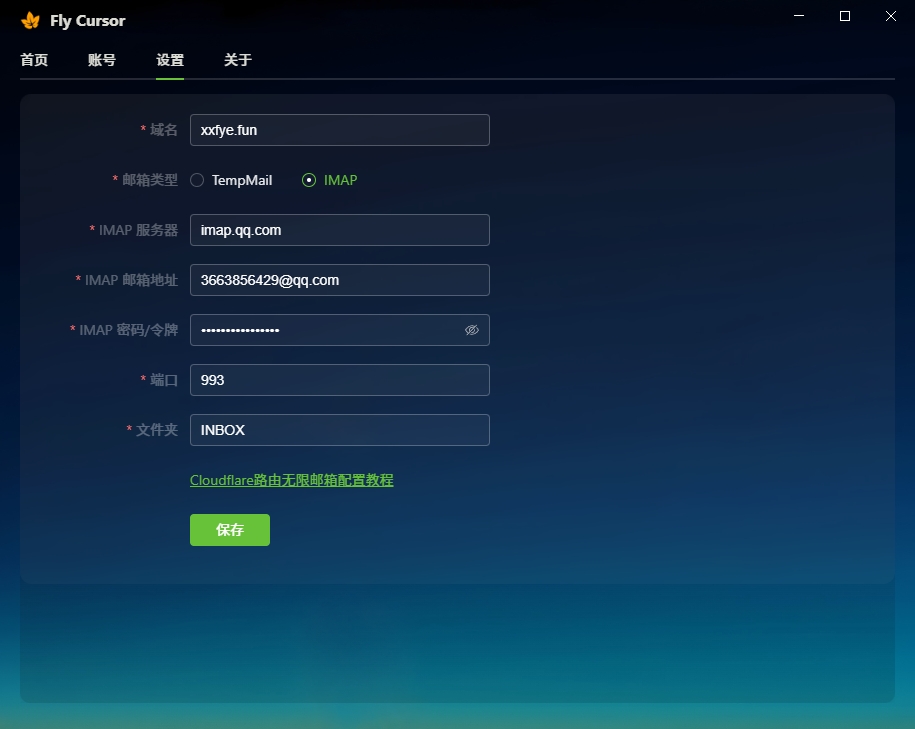 Fly Cursor
首页 账号 设置 关于
* 域名 xxfye.fun
* 邮箱类型 TempMail IMAP
* IMAP 服务器 imap.qq.com
* IMAP 邮箱地址 3663856429@qq.com
* IMAP 密码/令牌 ••••••••••••••••
* 端口 993
* 文件夹 INBOX
Cloudflare路由无限邮箱配置教程
保存